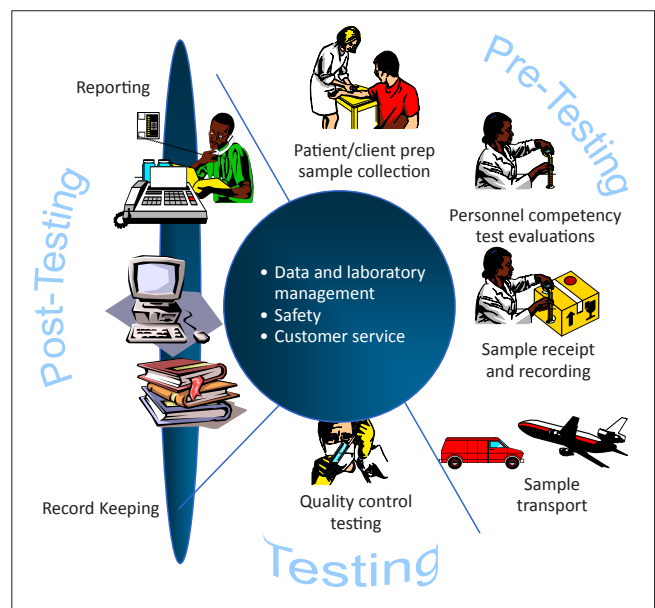 Reporting
Patient/client prep
sample collection
Pre-Testing
Personnel competency
test evaluations
Post-Testing
• Data and laboratory
management
• Safety
• Customer service
Sample receipt
and recording
Record Keeping
Quality control
testing
Sample
transport
Testing